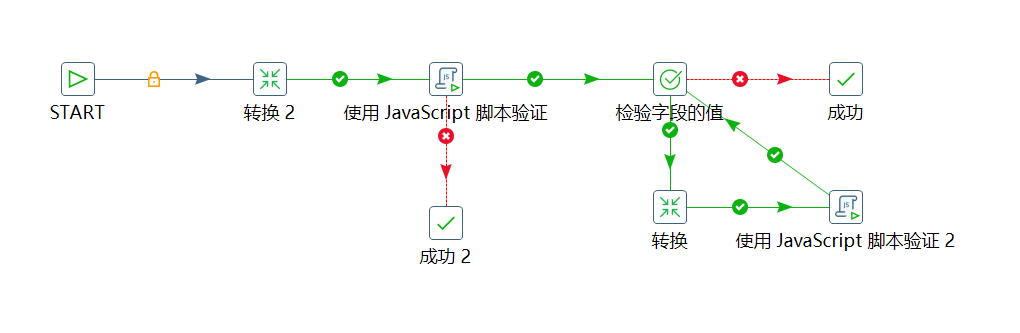 START
转换 2
使用 JavaScript 脚本验证
检验字段的值
成功
成功 2
转换
使用 JavaScript 脚本验证 2